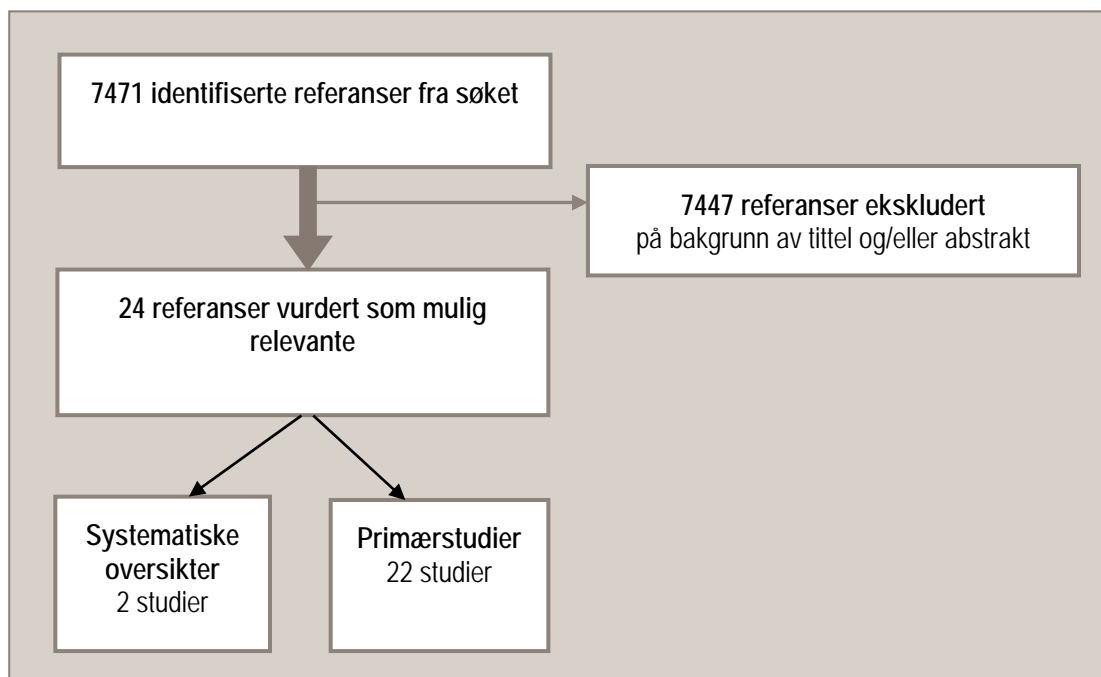 7471 identifiserte referanser fra søket
7447 referanser ekskludert
på bakgrunn av tittel og/eller abstrakt
24 referanser vurdert som mulig
relevante
Systematiske
oversikter
2 studier
Primærstudier
22 studier